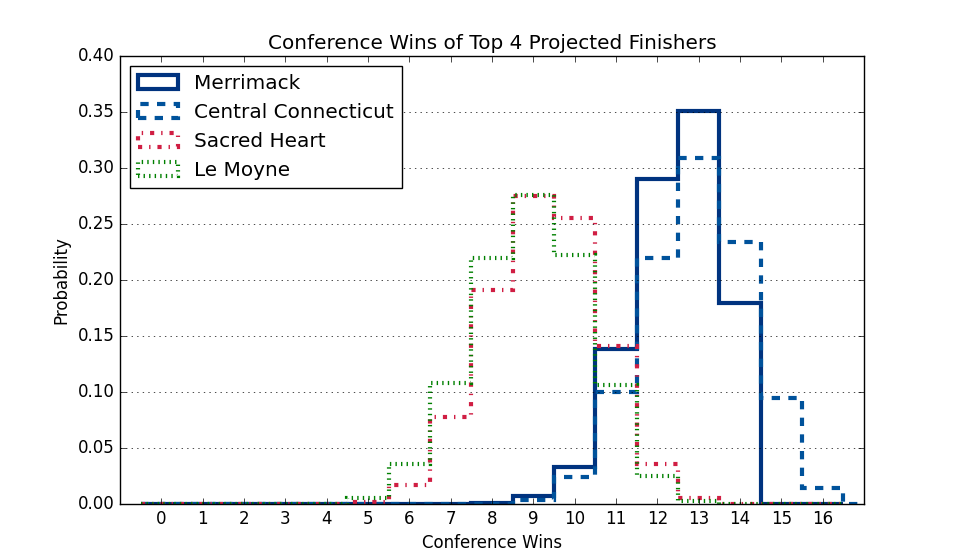 Conference Wins of Top 4 Projected Finishers
0.40
0.35
0.30
0.25
0.20
0.15
0.10
0.05
0.00
Probability
Merrimack
Central Connecticut
Sacred Heart
Le Moyne
0 1 2 3 4 5 6 7 8 9 10 11 12 13 14 15 16
Conference Wins